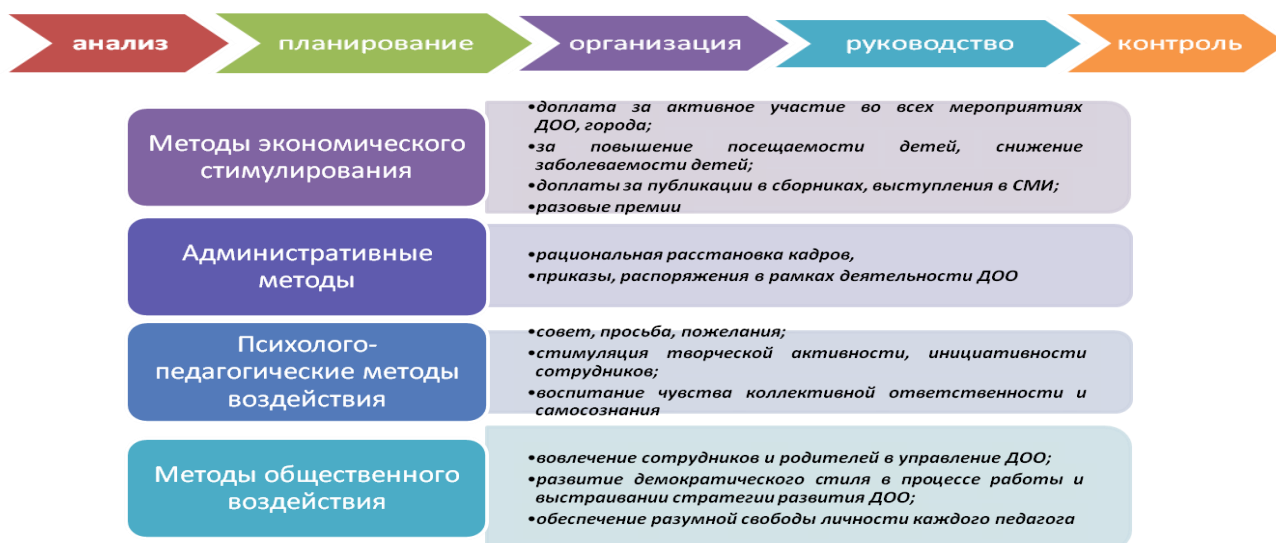 анализ планирование организация руководство контроль
Методы экономического
стимулирования
•доплата за активное участие во всех мероприятиях
ДОО, города;
•за повышение посещаемости детей, снижение
заболеваемости детей;
•доплаты за публикации в сборниках, выступления в СМИ;
•разовые премии
Административные
методы
•рациональная расстановка кадров,
•приказы, распоряжения в рамках деятельности ДОО
Психолого-
педагогические методы
воздействия
•совет, просьба, пожелания;
•стимуляция творческой активности, инициативности
сотрудников;
•воспитание чувства коллективной ответственности и
самосознания
Методы общественного
воздействия
•вовлечение сотрудников и родителей в управление ДОО;
•развитие демократического стиля в процессе работы и
выстраивании стратегии развития ДОО;
•обеспечение разумной свободы личности каждого педагога